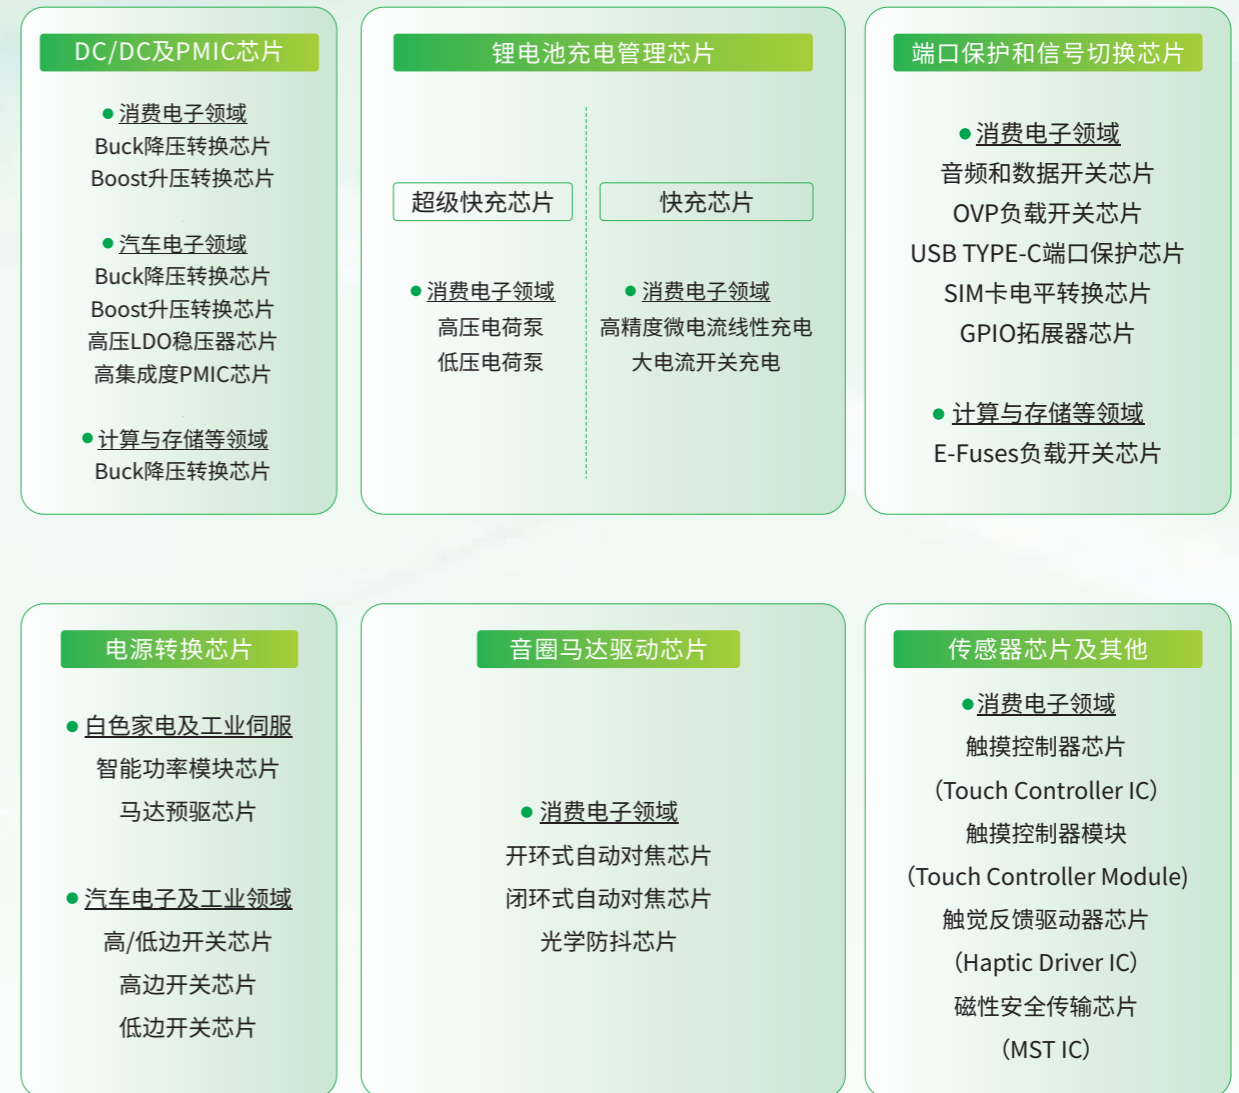 DC/DC及PMIC芯片
消费电子领域
Buck降压转换芯片
Boost升压转换芯片
汽车电子领域
Buck降压转换芯片
Boost升压转换芯片
高压LDO稳压器芯片
高集成度PMIC芯片
计算与存储等领域
Buck降压转换芯片
锂电池充电管理芯片
超级快充芯片
消费电子领域
高压电荷泵
低压电荷泵
快充芯片
消费电子领域
高精度微电流线性充电
大电流开关充电
端口保护和信号切换芯片
消费电子领域
音频和数据开关芯片
OVP负载开关芯片
USB TYPE-C端口保护芯片
SIM卡电平转换芯片
GPIO拓展器芯片
计算与存储等领域
E-Fuses负载开关芯片
电源转换芯片
白色家电及工业伺服
智能功率模块芯片
马达预驱芯片
汽车电子及工业领域
高/低边开关芯片
高边开关芯片
低边开关芯片
音圈马达驱动芯片
消费电子领域
开环式自动对焦芯片
闭环式自动对焦芯片
光学防抖芯片
传感器芯片及其他
消费电子领域
触摸控制器芯片
（Touch Controller IC）
触摸控制器模块
（Touch Controller Module)
触觉反馈驱动器芯片
（Haptic Driver IC）
磁性安全传输芯片
（MST IC）